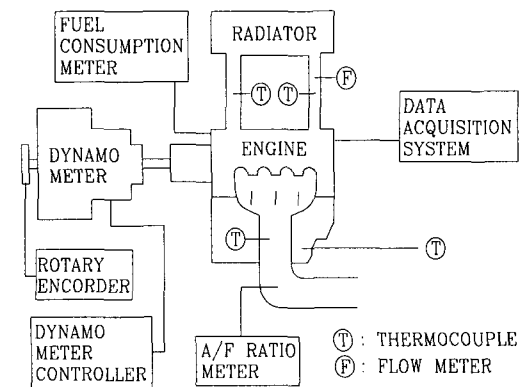 FUEL
CONSUMPTION
METER
RADIATOR
T
T
F
DATA
ACQUISITION
SYSTEM
ENGINE
DYNAMO
METER
T
T
ROTARY
ENCORDER
DYNAMO
METER
CONTROLLER
A/F RATIO
METER
T : THERMOCOUPLE
F : FLOW METER